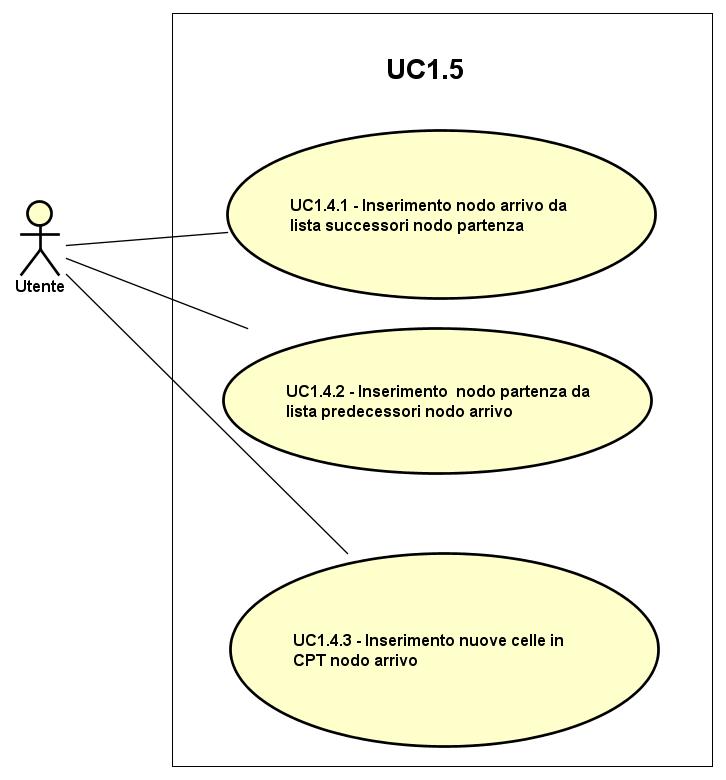 UC1.5
UC1.4.1 - Inserimento nodo arrivo da
lista successori nodo partenza
Utente
UC1.4.2 - Inserimento  nodo partenza da
lista predecessori nodo arrivo
UC1.4.3 - Inserimento nuove celle in
CPT nodo arrivo